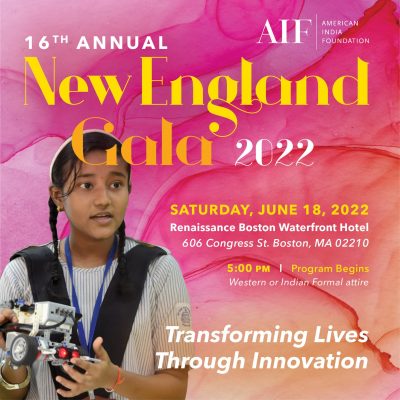 16TH ANNUAL
AIF
AMERICAN
INDIA
FOUNDATION
New England
Gala 2022
SATURDAY, JUNE 18, 2022
Renaissance Boston Waterfront Hotel
606 Congress St. Boston, MA 02210
5:00 PM | Program Begins
Western or Indian Formal attire
Transforming Lives
Through Innovation